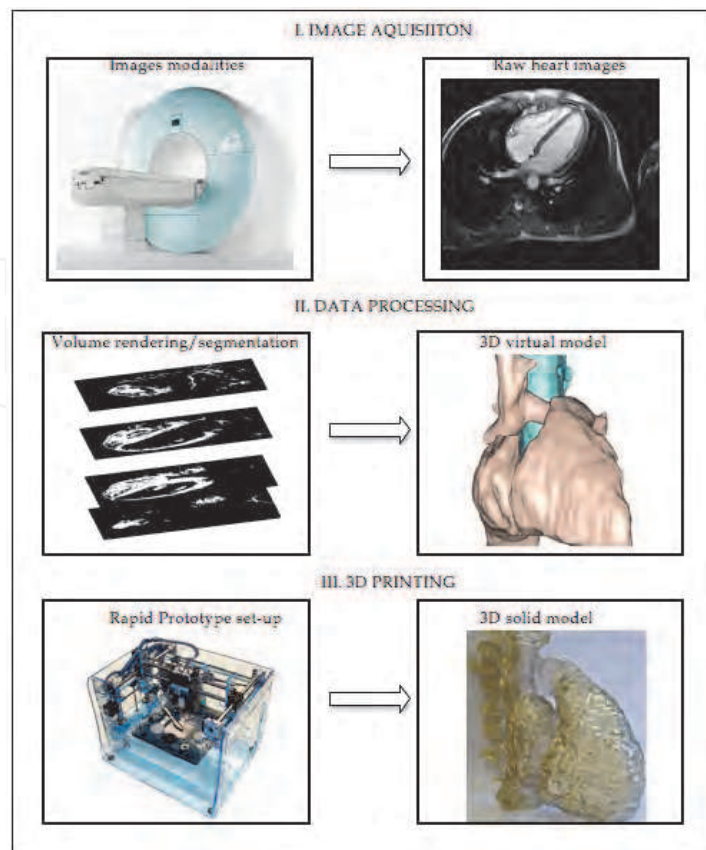 I. IMAGE AQUISIITON
Images modalities
Raw heart images
II. DATA PROCESSING
Volume rendering/segmentation
3D virtual model
III. 3D PRINTING
Rapid Prototype set-up
3D solid model